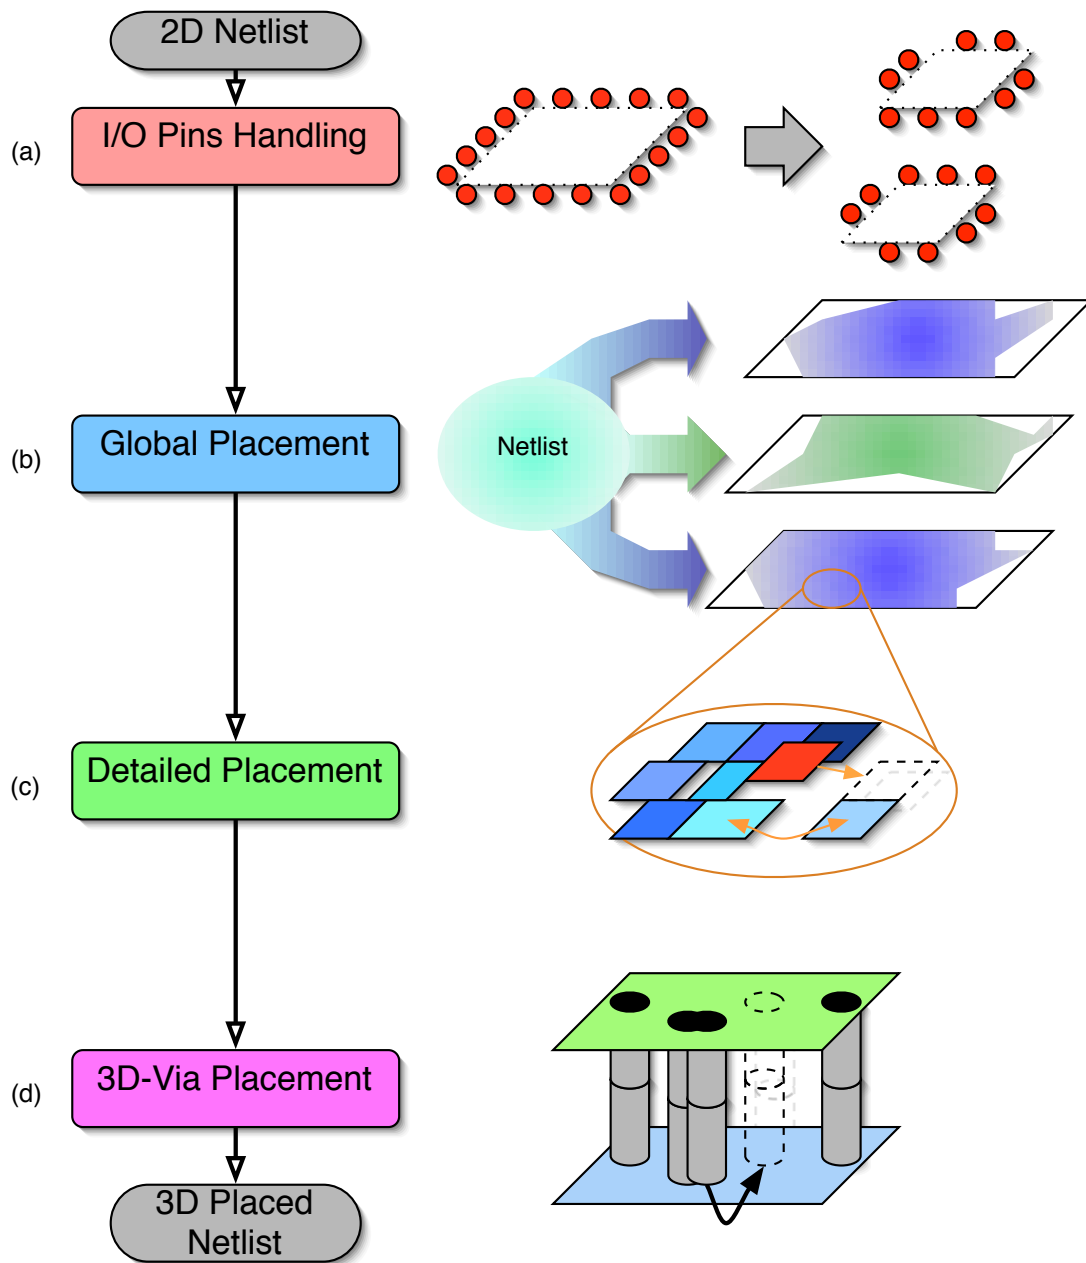 2D Netlist
(a)
I/O Pins Handling
(b)
Global Placement
Netlist
(c)
Detailed Placement
(d)
3D-Via Placement
3D Placed
Netlist